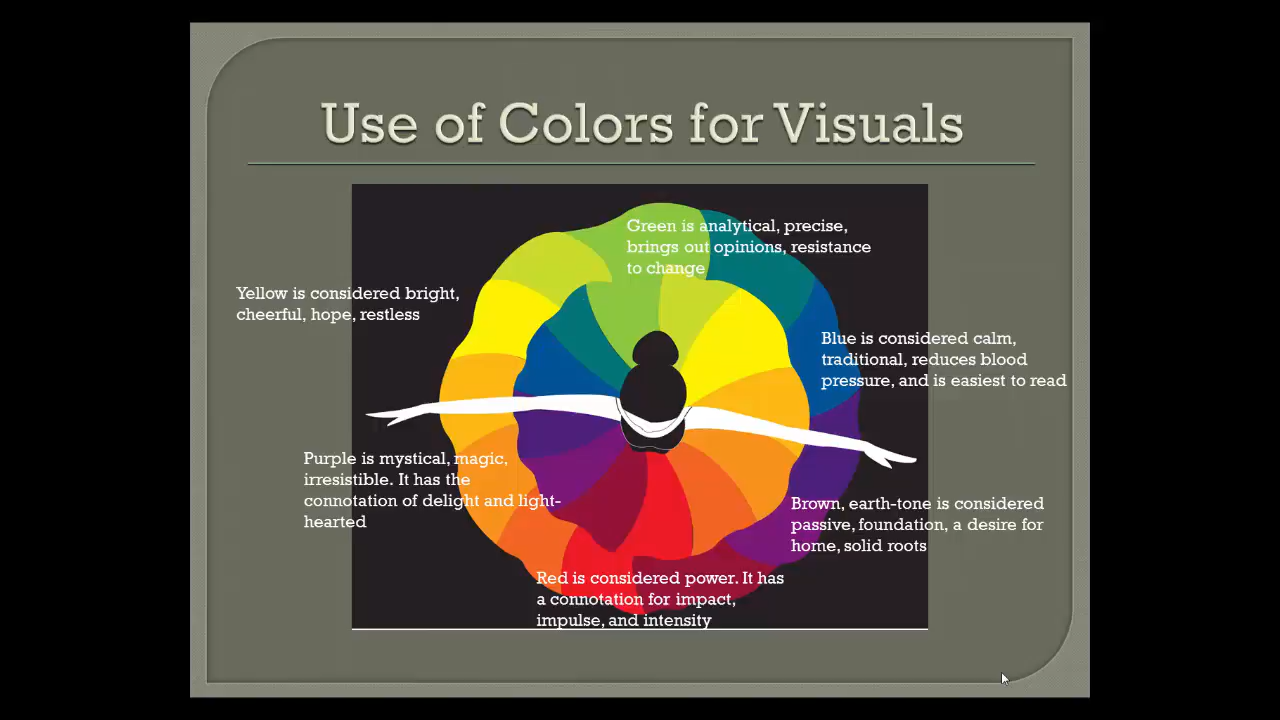 Use of Colors for Visuals
Green is analytical, precise,
brings out opinions, resistance
to change
Yellow is considered bright,
cheerful, hope, restless
Blue is considered calm,
traditional, reduces blood
pressure, and is easiest to read
Purple is mystical, magic,
irresistible. It has the
connotation of delight and light-
hearted
Brown, earth-tone is considered
passive, foundation, a desire for
home, solid roots
Red is considered power. It has
a connotation for impact,
impulse, and intensity